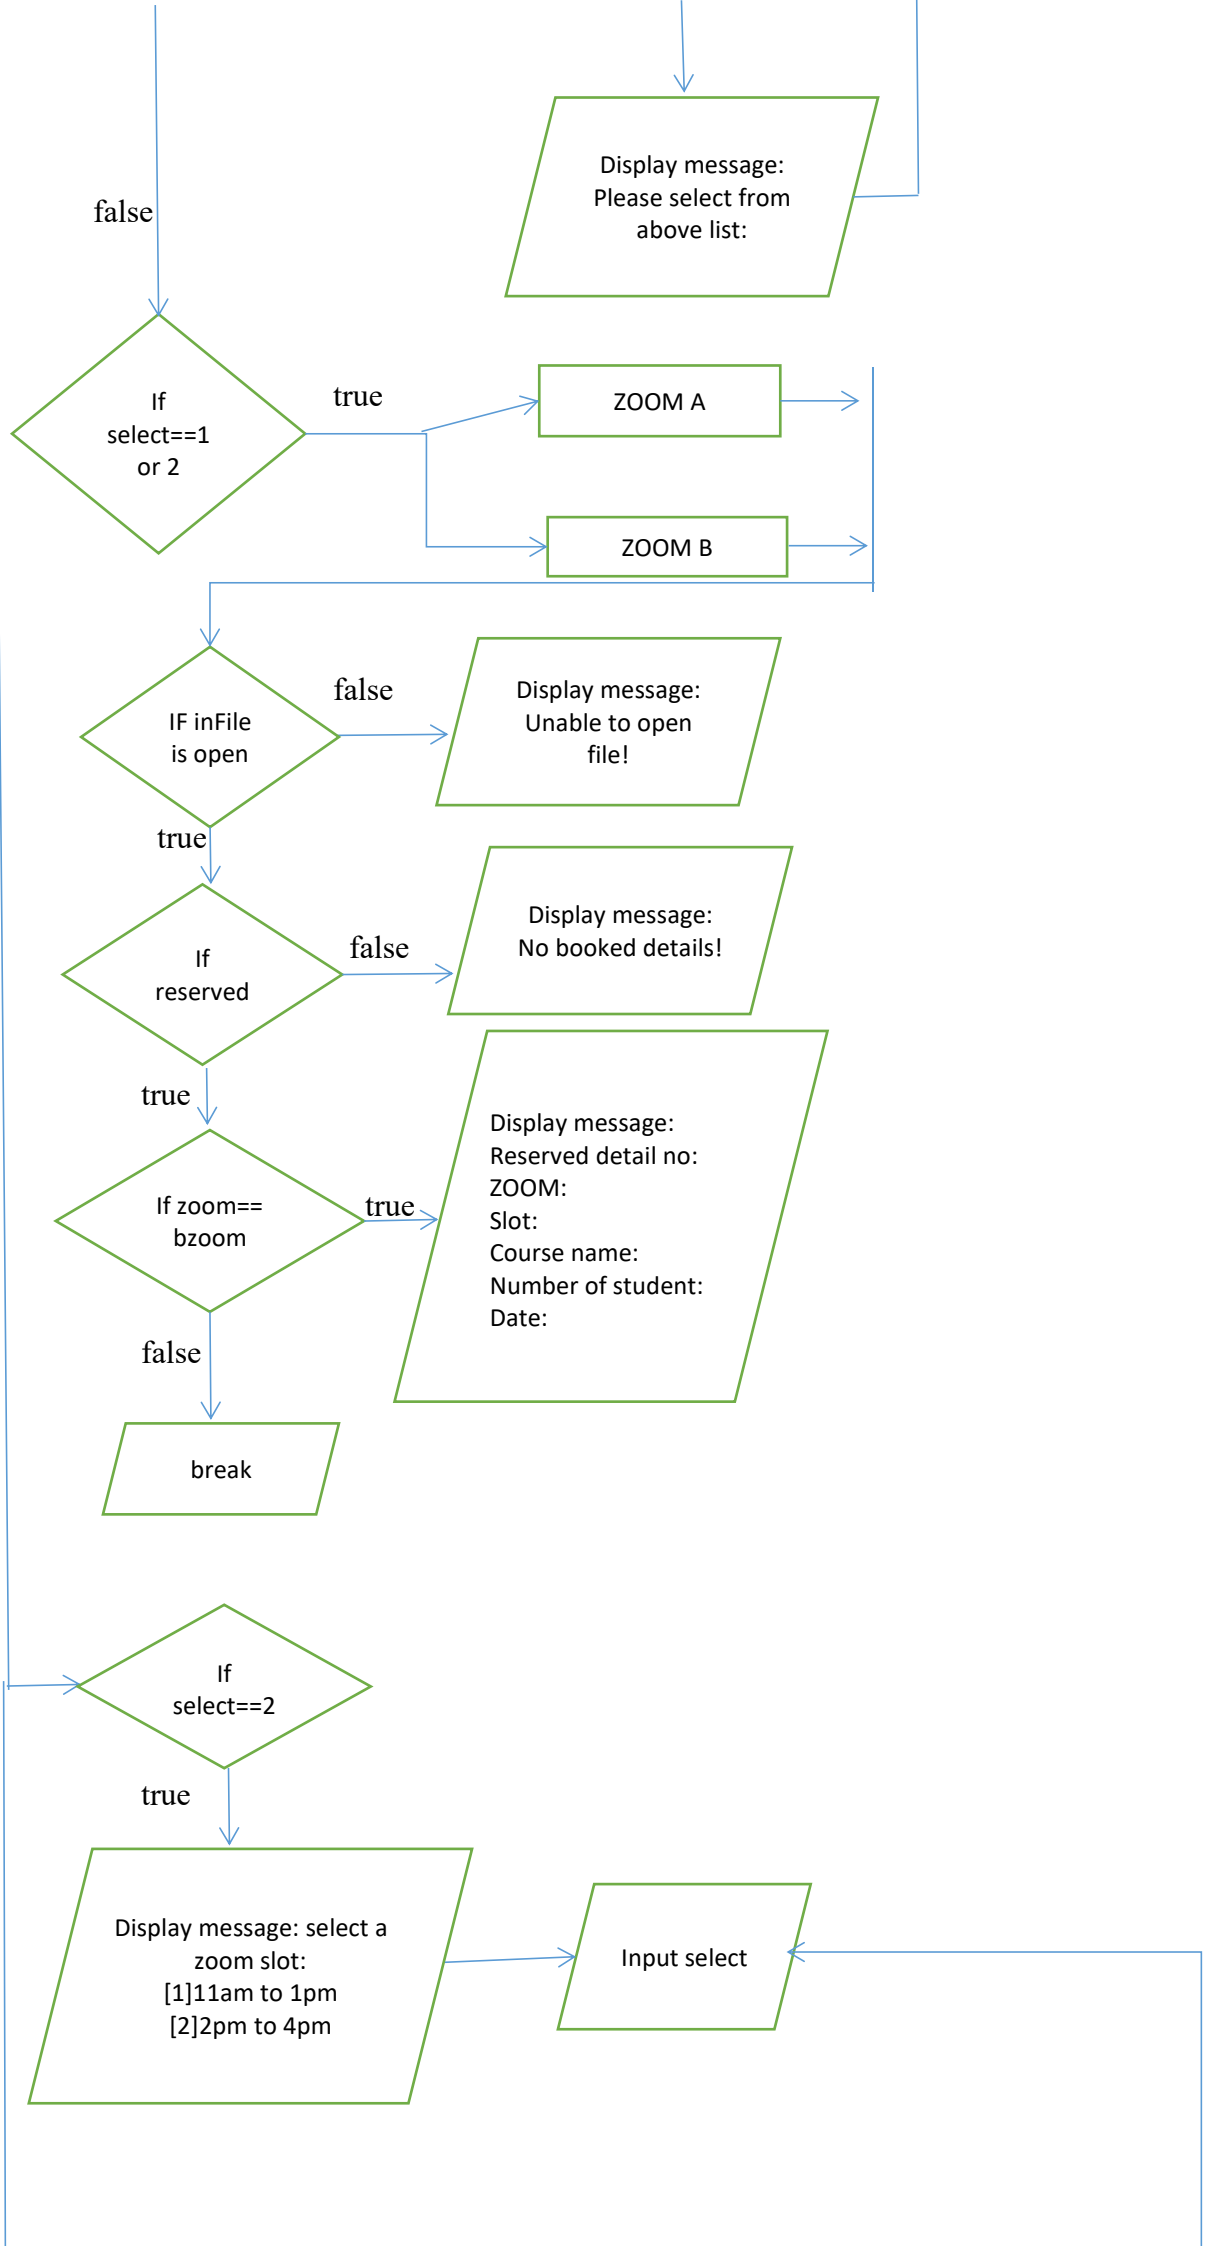 Display message:
Please select from
above list:
false
If
select==1
or 2
true
ZOOM A
ZOOM B
IF inFile
is open
false
Display message:
Unable to open
file!
true
If
reserved
false
Display message:
No booked details!
true
If zoom==
bzoom
true
Display message:
Reserved detail no:
ZOOM:
Slot:
Course name:
Number of student:
Date:
false
break
If
select==2
true
Display message: select a
zoom slot:
[1]11am to 1pm
[2]2pm to 4pm
Input select